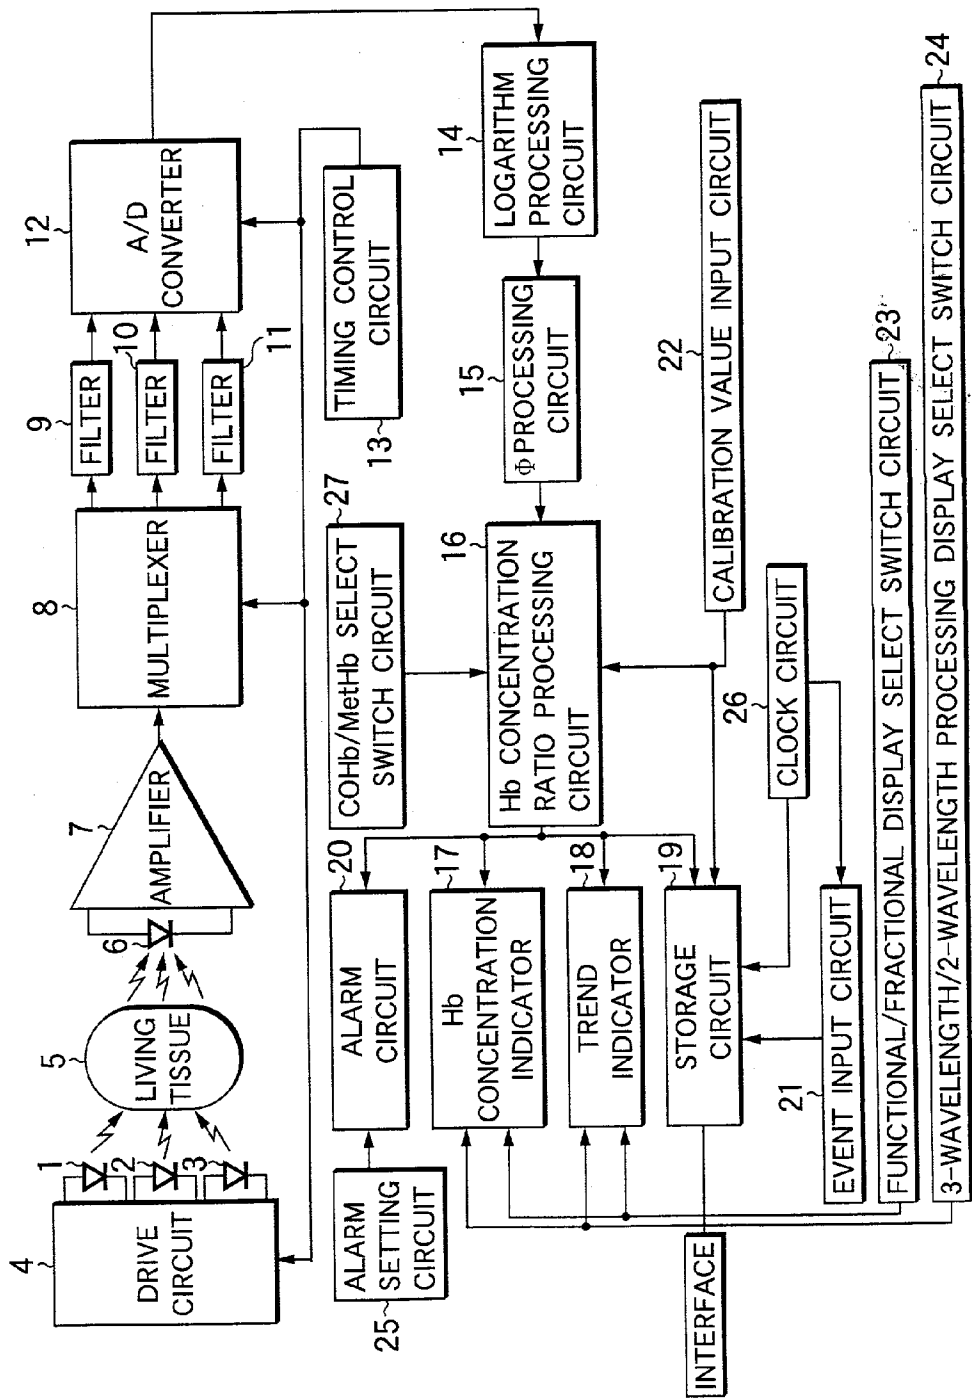 4
DRIVE
CIRCUIT
1
2
3
5
LIVING
TISSUE
6
7
AMPLIFIER
8
MULTIPLEXER
9
FILTER
10
FILTER
11
FILTER
12
A/D
CONVERTER
TIMING CONTROL
CIRCUIT
13
14
LOGARITHM
PROCESSING
CIRCUIT
15
Φ PROCESSING
CIRCUIT
16
Hb CONCENTRATION
RATIO PROCESSING
CIRCUIT
27
COHb/MetHb SELECT
SWITCH CIRCUIT
20
ALARM
CIRCUIT
ALARM
SETTING
CIRCUIT
25
17
Hb
CONCENTRATION
INDICATOR
18
TREND
INDICATOR
19
STORAGE
CIRCUIT
INTERFACE
22
CALIBRATION VALUE INPUT CIRCUIT
26
CLOCK CIRCUIT
21
EVENT INPUT CIRCUIT
23
FUNCTIONAL/FRACTIONAL DISPLAY SELECT SWITCH CIRCUIT
24
3-WAVELENGTH/2-WAVELENGTH PROCESSING DISPLAY SELECT SWITCH CIRCUIT